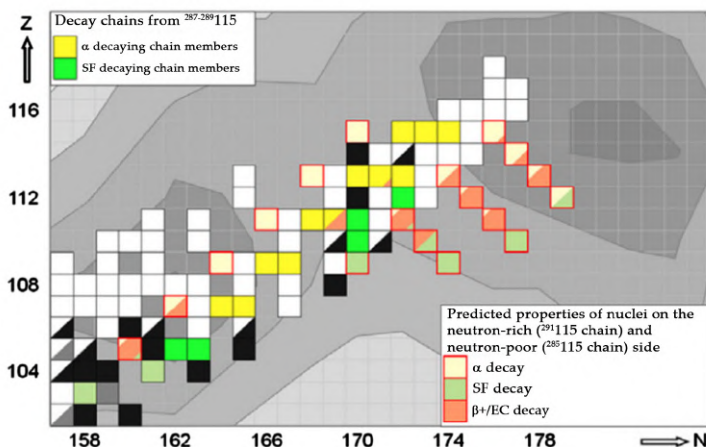 Z
Decay chains from ²⁸⁷⁻²⁸⁹115
α decaying chain members
SF decaying chain members
116
112
108
104
Predicted properties of nuclei on the
neutron-rich (²⁹¹115 chain) and
neutron-poor (²⁸⁵115 chain) side
α decay
SF decay
β+/EC decay
158 162 166 170 174 178 N